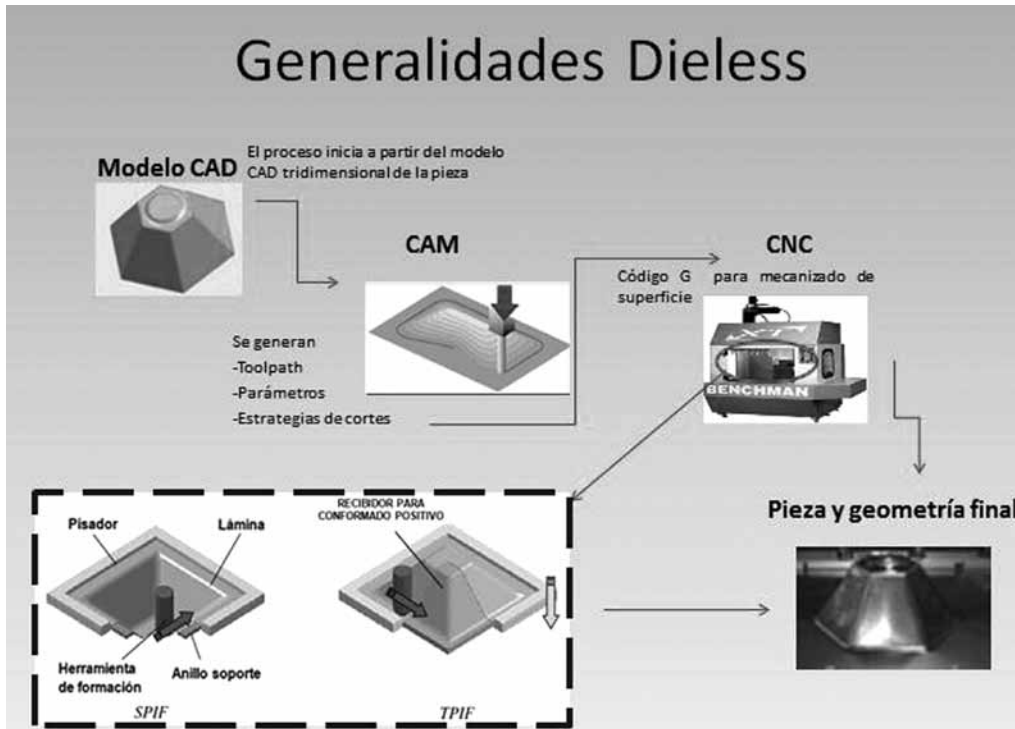 Generalidades Dieless
Modelo CAD
El proceso inicia a partir del modelo
CAD tridimensional de la pieza
CAM
CNC
Código G para mecanizado de
superficie
Se generan
-Toolpath
-Parámetros
-Estrategias de cortes
BENCHMAN
Pisador
Lámina
RECIBIDOR PARA
CONFORMADO POSITIVO
Herramienta
de formación
Anillo soporte
SPIF
TPIF
Pieza y geometría final